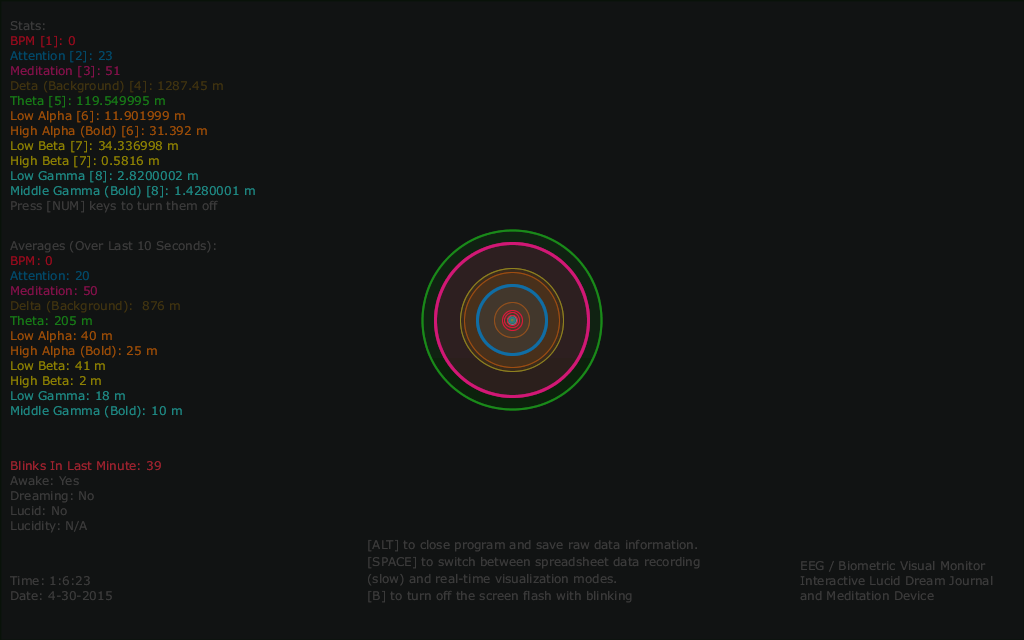 Stats:
BPM [1]: 0
Attention [2]: 23
Meditation [3]: 51
Deta (Background) [4]: 1287.45 m
Theta [5]: 119.549995 m
Low Alpha [6]: 11.901999 m
High Alpha (Bold) [6]: 31.392 m
Low Beta [7]: 34.336998 m
High Beta [7]: 0.5816 m
Low Gamma [8]: 2.8200002 m
Middle Gamma (Bold) [8]: 1.4280001 m
Press [NUM] keys to turn them off
Averages (Over Last 10 Seconds):
BPM: 0
Attention: 20
Meditation: 50
Delta (Background):  876 m
Theta: 205 m
Low Alpha: 40 m
High Alpha (Bold): 25 m
Low Beta: 41 m
High Beta: 2 m
Low Gamma: 18 m
Middle Gamma (Bold): 10 m
Blinks In Last Minute: 39
Awake: Yes
Dreaming: No
Lucid: No
Lucidity: N/A
Time: 1:6:23
Date: 4-30-2015
[ALT] to close program and save raw data information.
[SPACE] to switch between spreadsheet data recording
(slow) and real-time visualization modes.
[B] to turn off the screen flash with blinking
EEG / Biometric Visual Monitor
Interactive Lucid Dream Journal
and Meditation Device